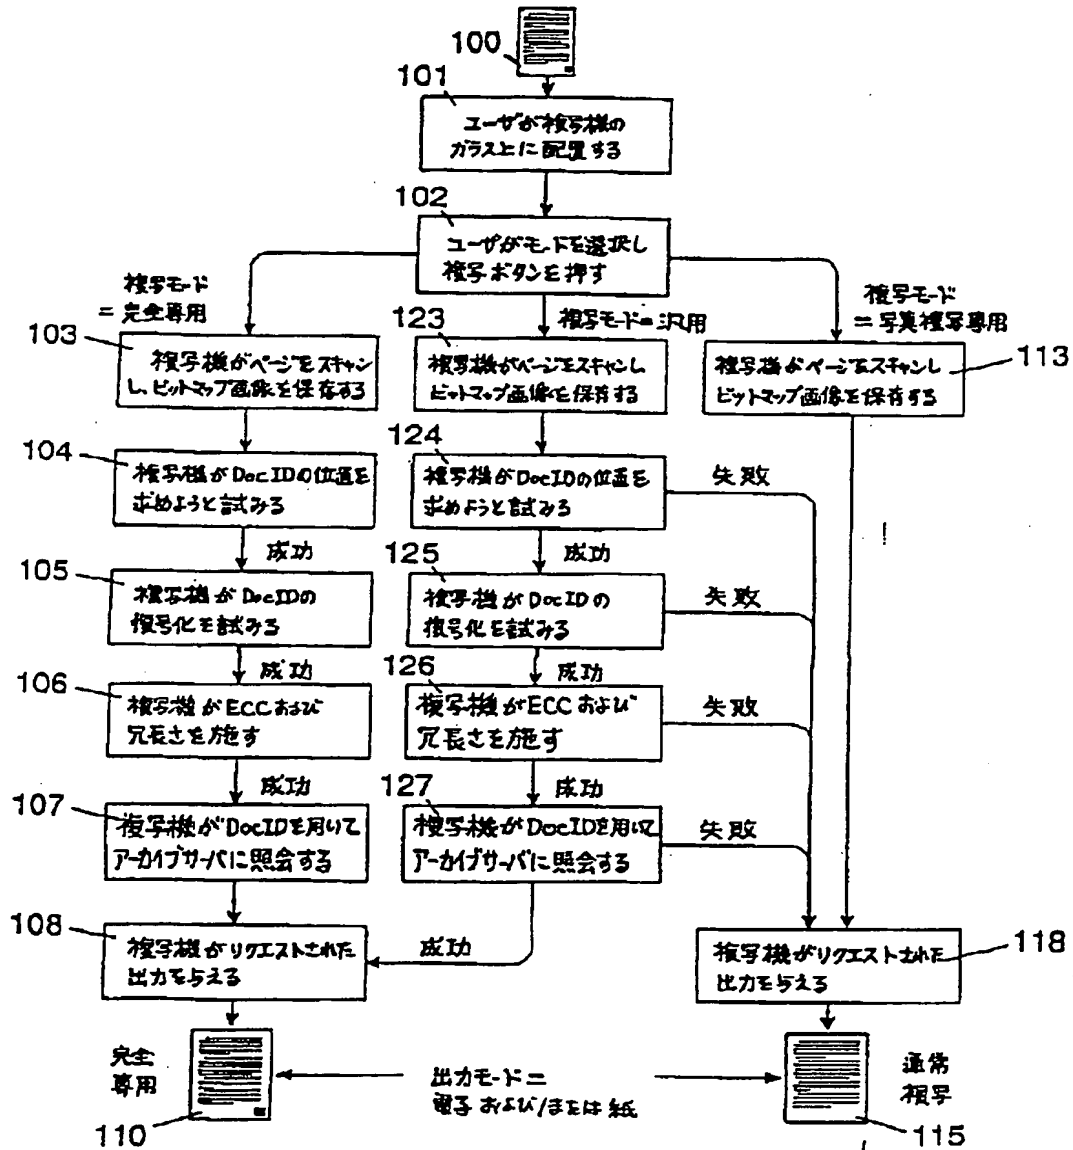 100
101
ユーザが複写機の
ガラス上に配置する
102
ユーザがモードを選択し
複写ボタンを押す
複写モード
=完全専用
103
複写機がページをスキャン
し、ビットマップ画像を保存する
104
複写機がDocIDの位置を
求めようと試みる
成功
105
複写機がDocIDの
復号化を試みる
成功
106
複写機がECCおよび
冗長さを施す
成功
107
複写機がDocIDを用いて
アーカイブサーバに照会する
108
複写機がリクエストされた
出力を与える
完全
専用
110
複写モード=汎用
123
複写機がページをスキャンし
ビットマップ画像を保存する
124
複写機がDocIDの位置を
求めようと試みる
失敗
成功
125
複写機がDocIDの
復号化を試みる
失敗
成功
126
複写機がECCおよび
冗長さを施す
失敗
成功
127
複写機がDocIDを用いて
アーカイブサーバに照会する
失敗
成功
複写モード
=写真複写専用
113
複写機がページをスキャンし
ビットマップ画像を保存する
118
複写機がリクエストされた
出力を与える
出力モード=
電子および/または紙
通常
複写
115